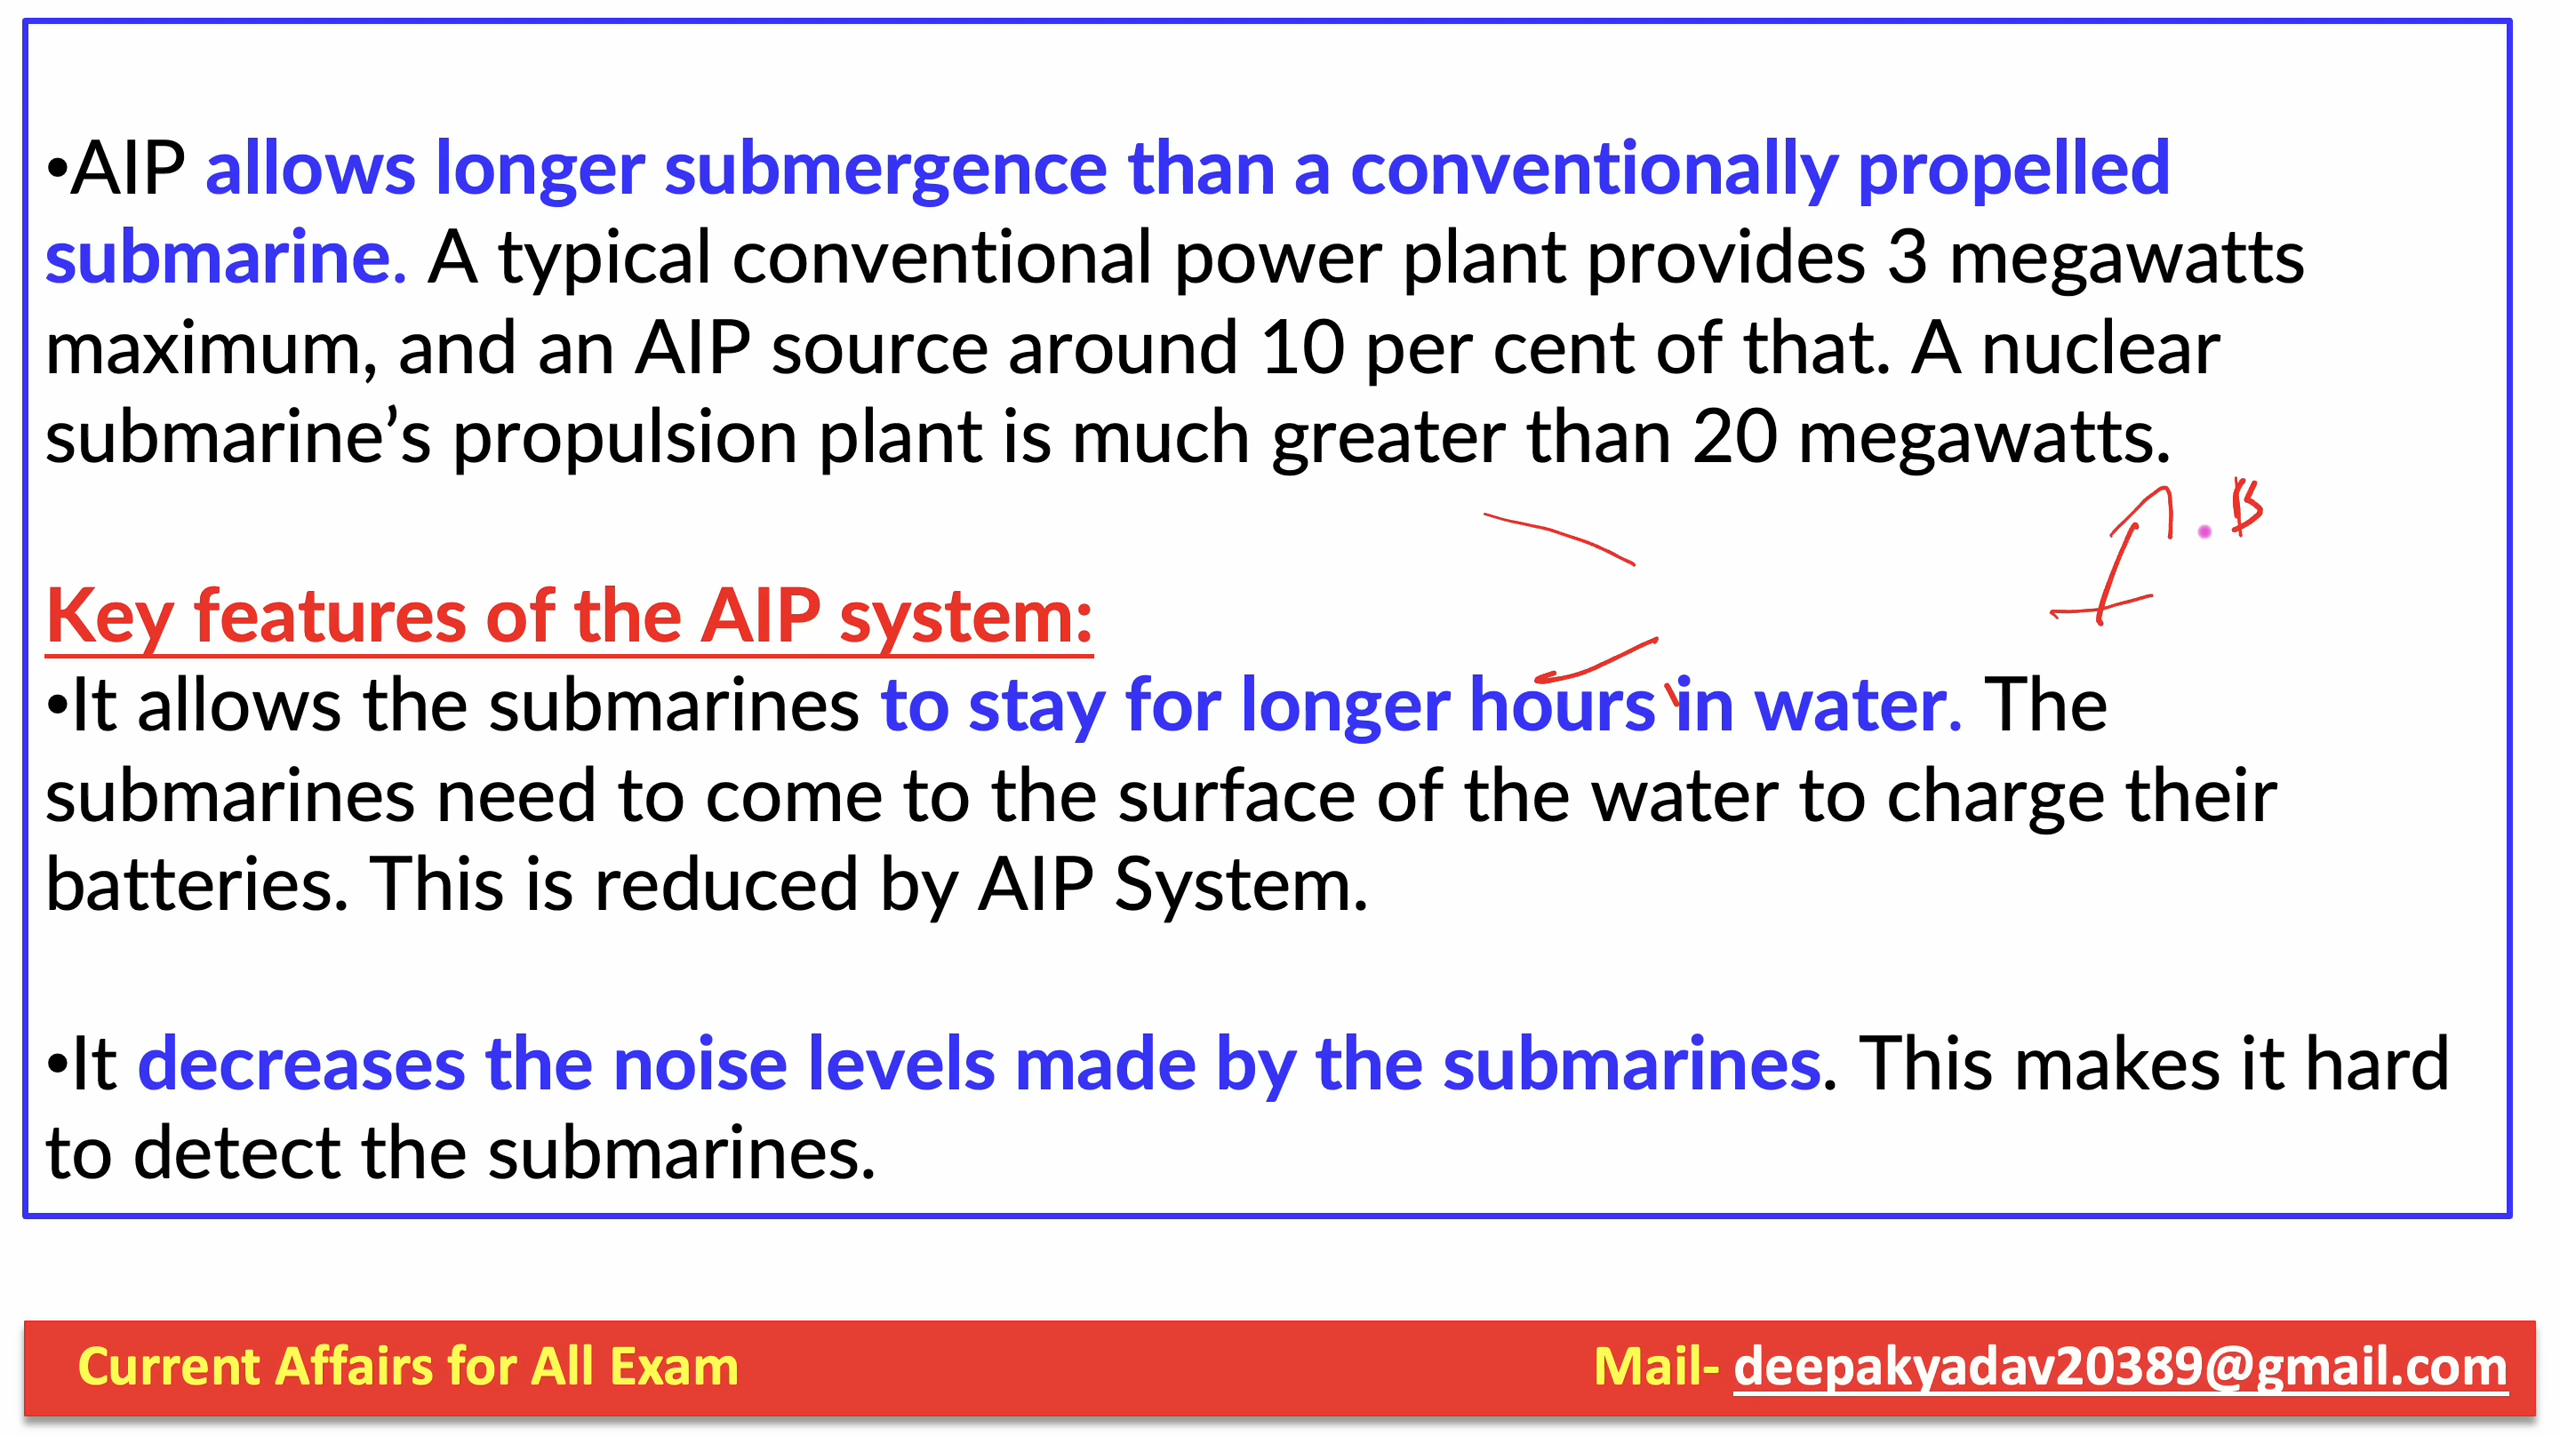 •AIP allows longer submergence than a conventionally propelled
submarine. A typical conventional power plant provides 3 megawatts
maximum, and an AIP source around 10 per cent of that. A nuclear
submarine’s propulsion plant is much greater than 20 megawatts.
Key features of the AIP system:
•It allows the submarines to stay for longer hours in water. The
submarines need to come to the surface of the water to charge their
batteries. This is reduced by AIP System.
•It decreases the noise levels made by the submarines. This makes it hard
to detect the submarines.
Current Affairs for All Exam
Mail- deepakyadav20389@gmail.com